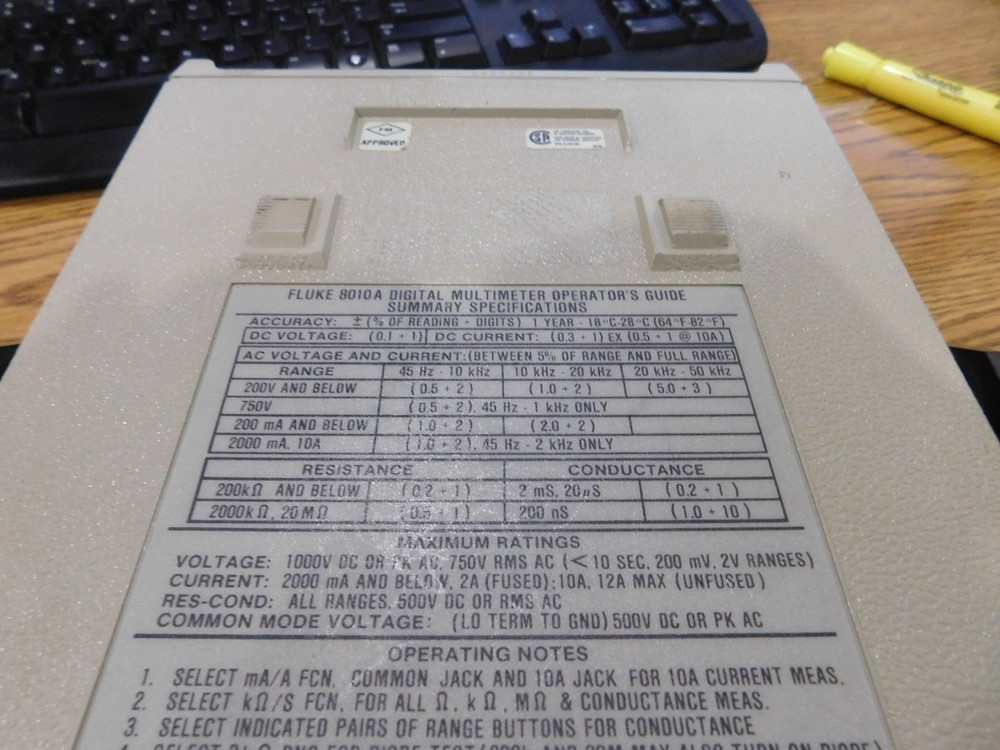 FM
APPROVED
SA
FLUKE
Sharpie
FLUKE 8010A DIGITAL MULTIMETER OPERATOR'S GUIDE
SUMMARY SPECIFICATIONS
ACCURACY: ± (% OF READING + DIGITS) 1 YEAR - 18°C-28°C (64°F-82°F)
DC VOLTAGE: (0.1 + 1) DC CURRENT: (0.3 + 1) EX (0.5 + 1 @ 10A)
AC VOLTAGE AND CURRENT:(BETWEEN 5% OF RANGE AND FULL RANGE)
RANGE 45 Hz - 10 kHz 10 kHz - 20 kHz 20 kHz - 50 kHz
200V AND BELOW (0.5 + 2) (1.0 + 2) (5.0 + 3)
750V (0.5 + 2), 45 Hz - 1 kHz ONLY
200 mA AND BELOW (1.0 + 2) (2.0 + 2)
2000 mA, 10A (1.0 + 2), 45 Hz - 2 kHz ONLY
RESISTANCE CONDUCTANCE
200kΩ AND BELOW (0.2 + 1) 2 mS, 20µS (0.2 + 1)
2000kΩ, 20MΩ (0.5 + 1) 200 nS (1.0 + 10)
MAXIMUM RATINGS
VOLTAGE: 1000V DC OR PK AC, 750V RMS AC (< 10 SEC, 200 mV, 2V RANGES)
CURRENT: 2000 mA AND BELOW, 2A (FUSED); 10A, 12A MAX (UNFUSED)
RES-COND: ALL RANGES, 500V DC OR RMS AC
COMMON MODE VOLTAGE: (LO TERM TO GND) 500V DC OR PK AC
OPERATING NOTES
1. SELECT mA/A FCN, COMMON JACK AND 10A JACK FOR 10A CURRENT MEAS.
2. SELECT kΩ/S FCN, FOR ALL Ω, kΩ, MΩ & CONDUCTANCE MEAS.
3. SELECT INDICATED PAIRS OF RANGE BUTTONS FOR CONDUCTANCE